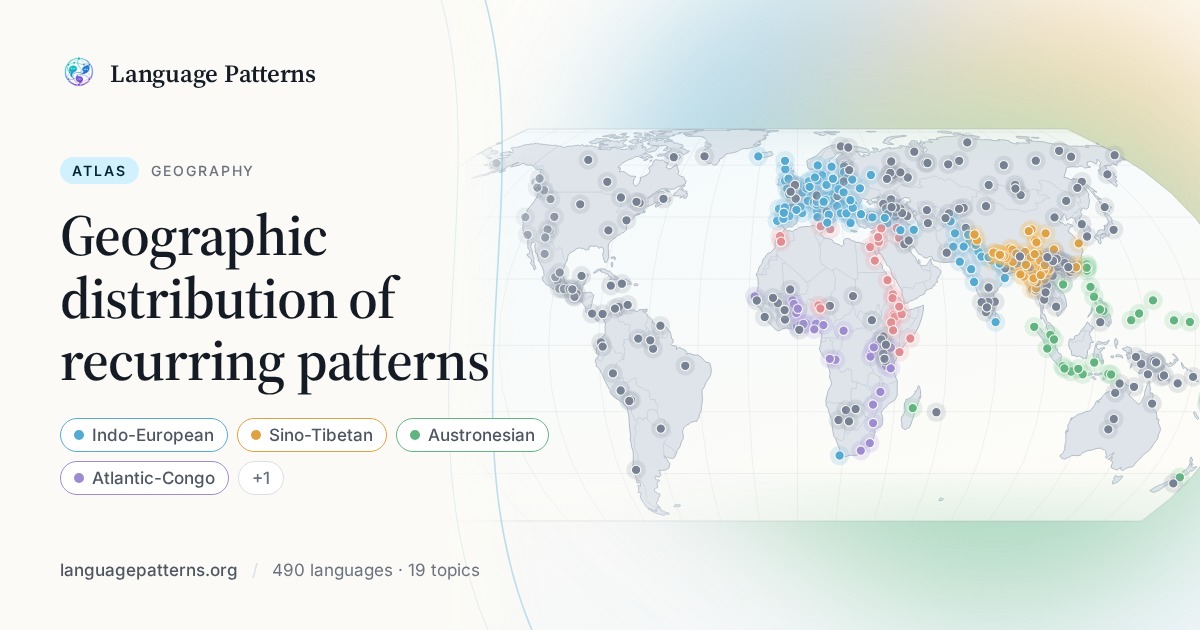 Language Patterns
ATLAS GEOGRAPHY
Geographic
distribution of
recurring patterns
Indo-European Sino-Tibetan Austronesian
Atlantic-Congo +1
languagepatterns.org / 490 languages · 19 topics